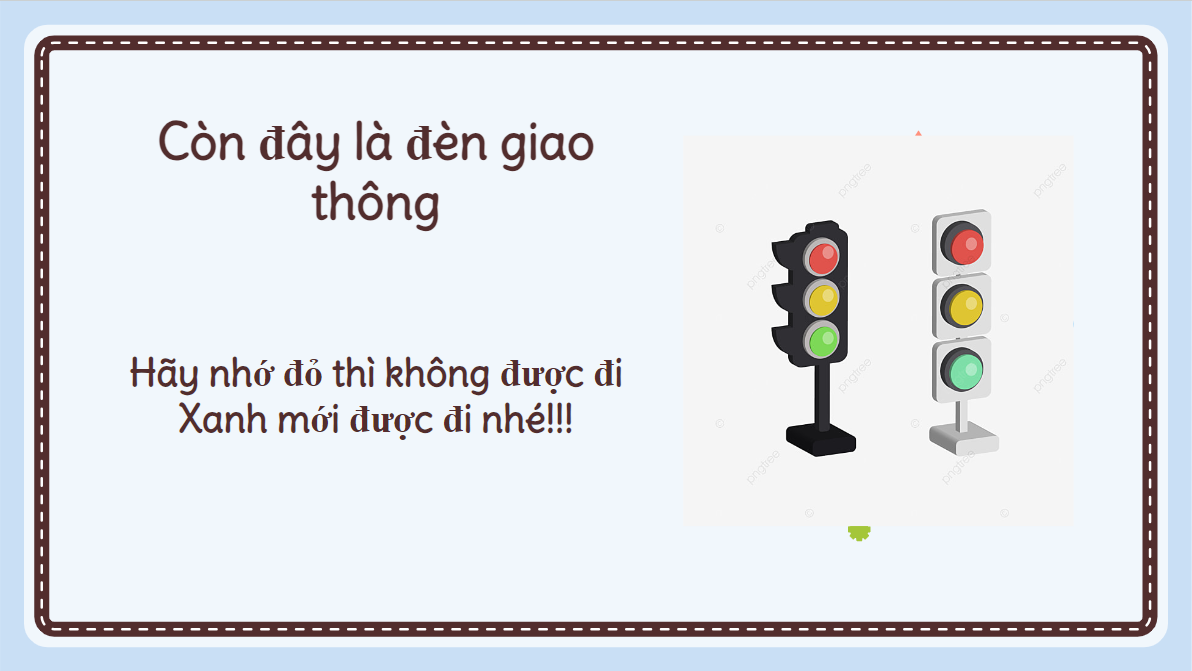 Còn đây là đèn giao
thông
Hãy nhớ đỏ thì không được đi
Xanh mới được đi nhé!!!
pngtree
pngtree
pngtree
pngtree
pngtree
pngtree
pngtree